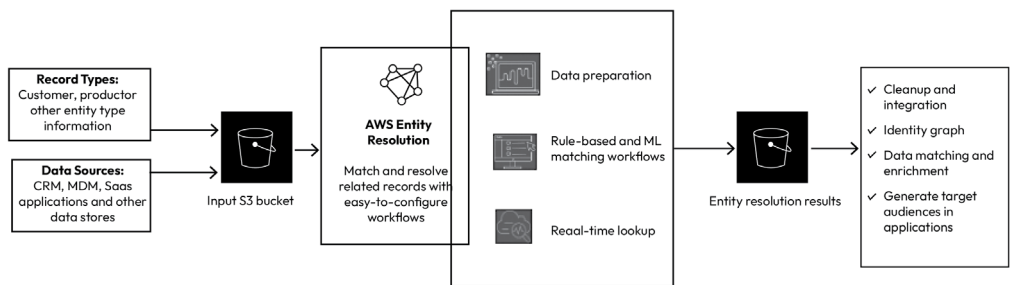 Record Types:
Customer, productor
other entity type
information
Data Sources:
CRM, MDM, Saas
applications and other
data stores
Input S3 bucket
AWS Entity
Resolution
Match and resolve
related records with
easy-to-configure
workflows
Data preparation
Rule-based and ML
matching workflows
Reaal-time lookup
Entity resolution results
✓ Cleanup and
integration
✓ Identity graph
✓ Data matching and
enrichment
✓ Generate target
audiences in
applications